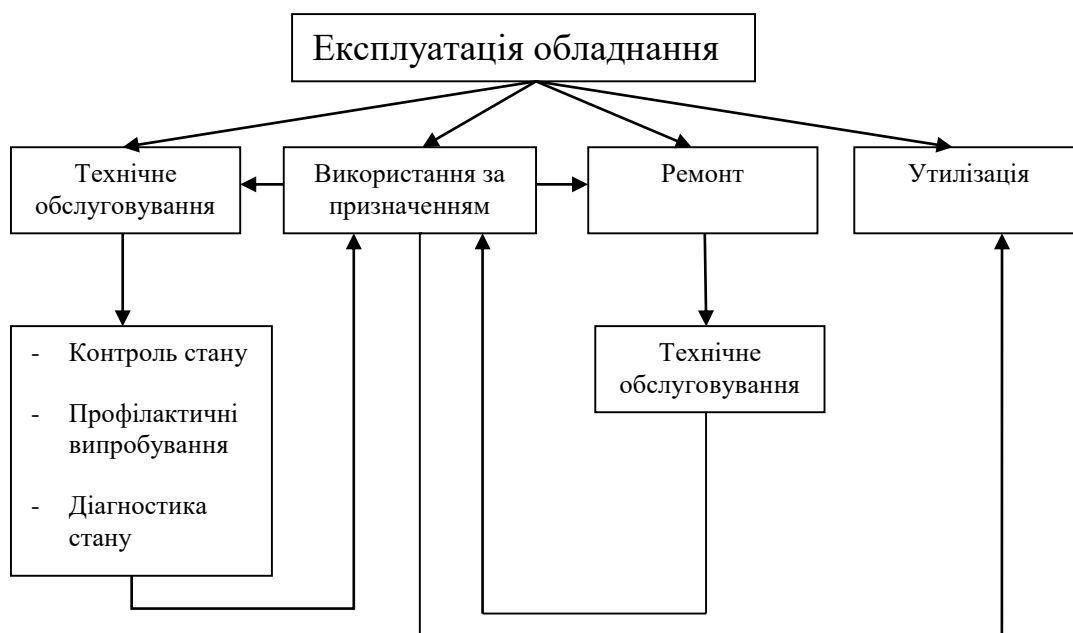 Експлуатація обладнання
Технічне
обслуговування
Використання за
призначенням
Ремонт
Утилізація
- Контроль стану
- Профілактичні
випробування
- Діагностика
стану
Технічне
обслуговування